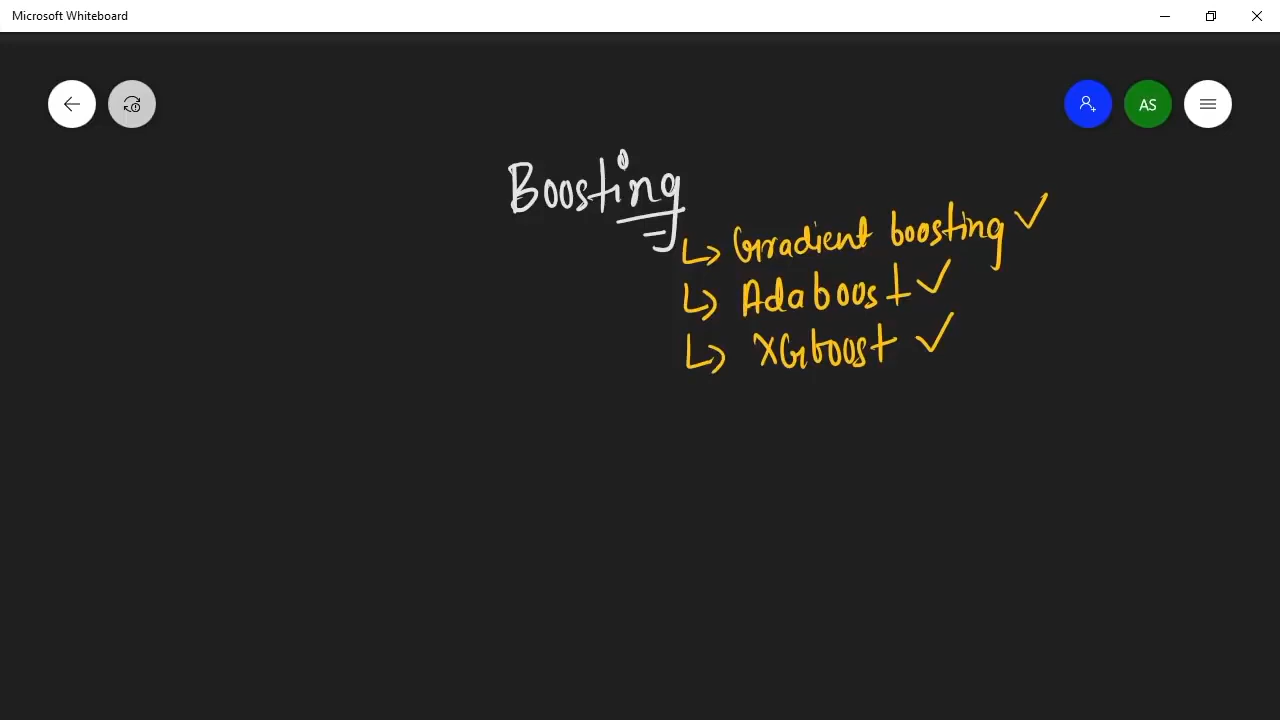 Microsoft Whiteboard
AS
Boosting
↳ Gradient boosting ✓
↳ Adaboost ✓
↳ XGboost ✓